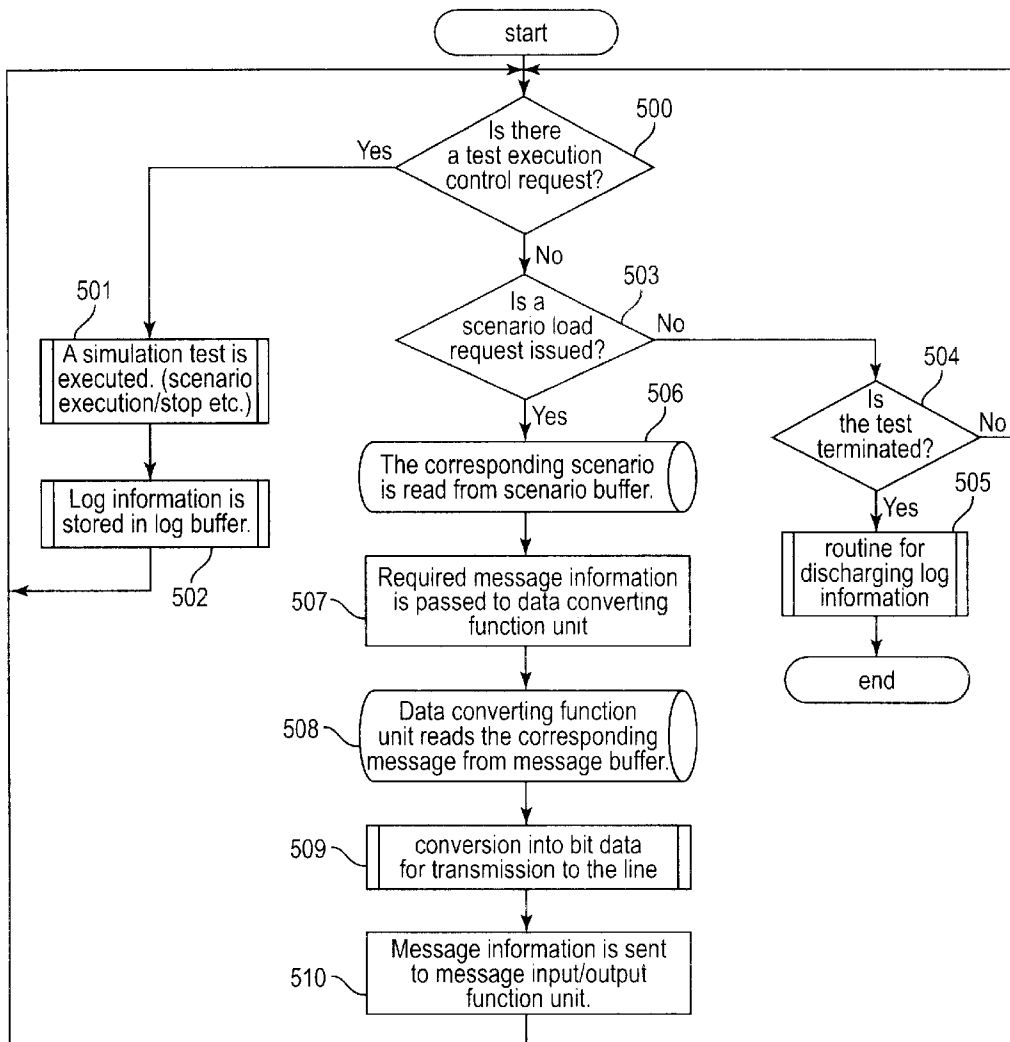 start
500
Is there
a test execution
control request?
Yes
No
503
Is a
scenario load
request issued?
No
Yes
501
A simulation test is
executed. (scenario
execution/stop etc.)
Log information is
stored in log buffer.
502
504
Is
the test
terminated?
No
Yes
505
routine for
discharging log
information
end
506
The corresponding scenario
is read from scenario buffer.
507
Required message information
is passed to data converting
function unit
508
Data converting function
unit reads the corresponding
message from message buffer.
509
conversion into bit data
for transmission to the line
510
Message information is sent
to message input/output
function unit.